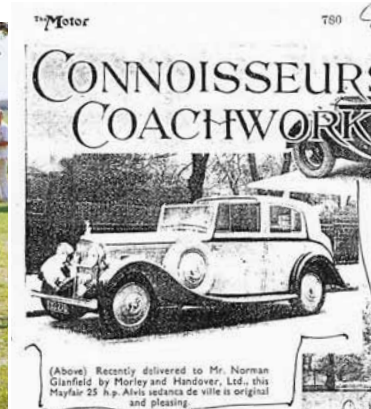 The Motor
780
CONNOISSEURS
COACHWORK
(Above) Recently delivered to Mr. Norman
Glanfield by Morley and Handover, Ltd., this
Mayfair 25 h.p. Alvis sedanca de ville is original
and pleasing.